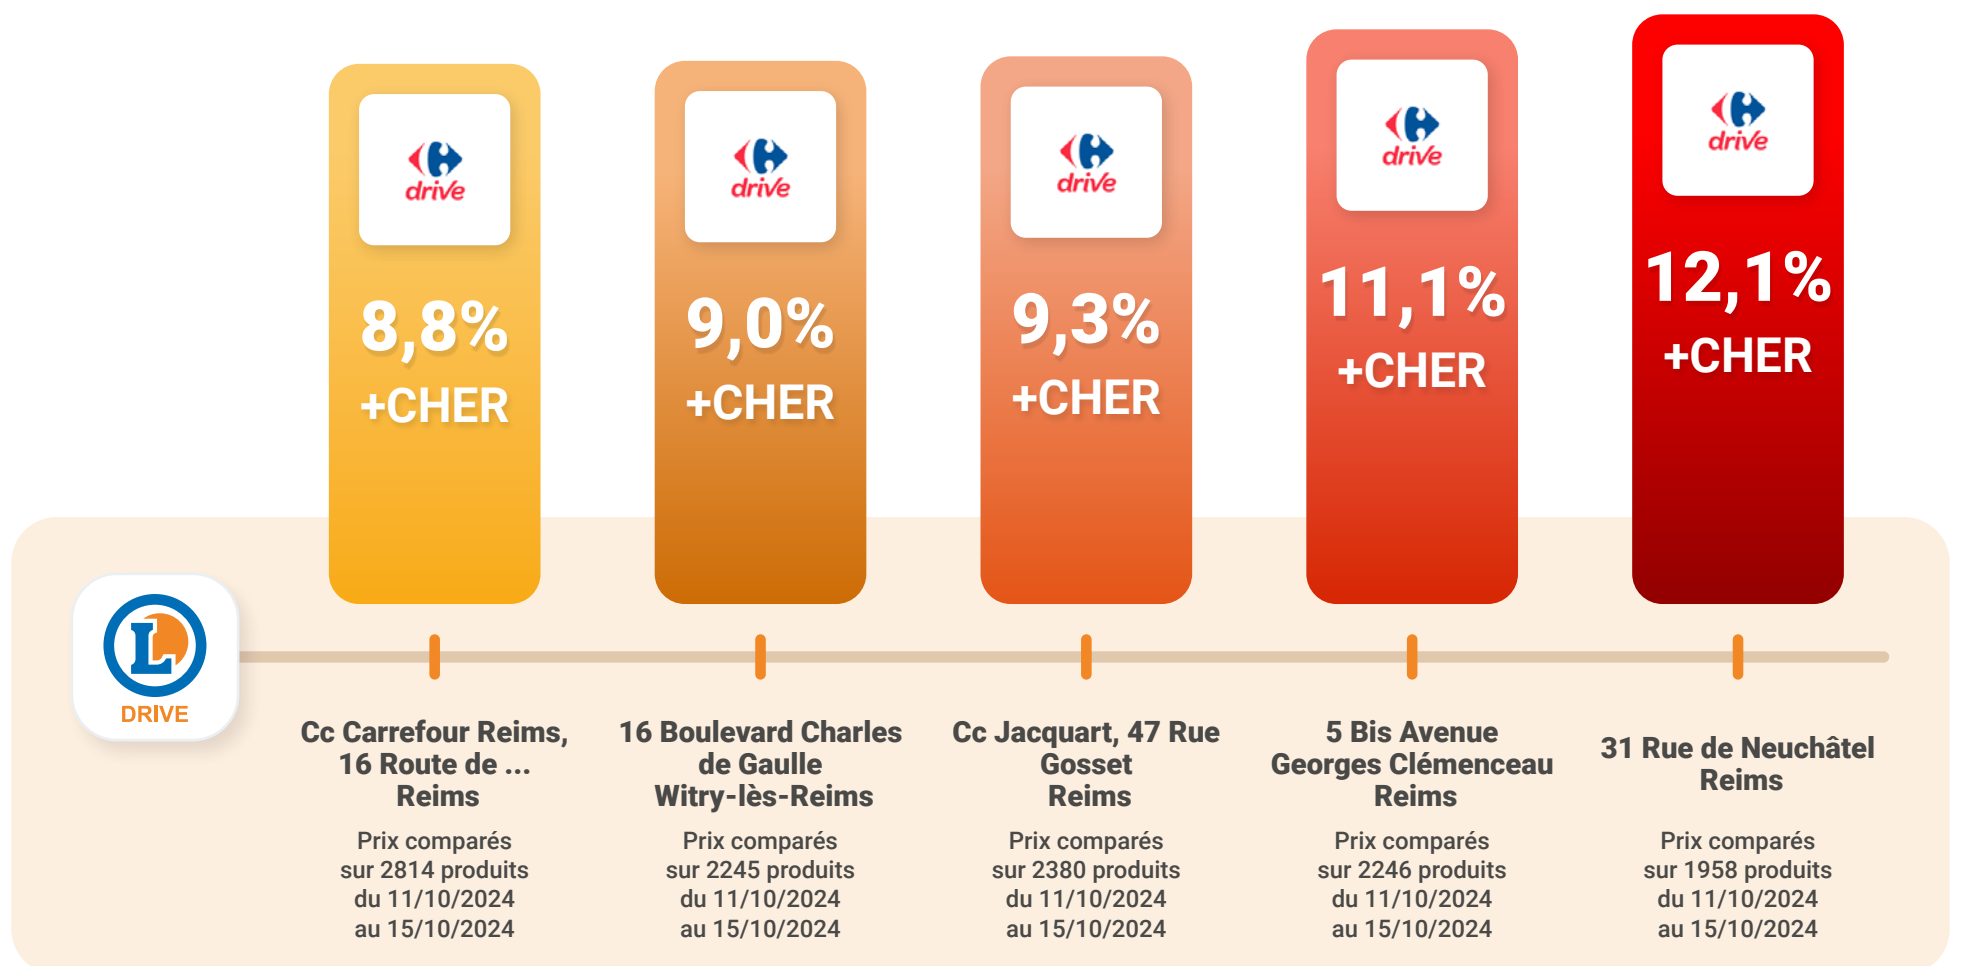 drive
8,8%
+CHER
drive
9,0%
+CHER
drive
9,3%
+CHER
drive
11,1%
+CHER
drive
12,1%
+CHER
L
DRIVE
Cc Carrefour Reims,
16 Route de ...
Reims
Prix comparés
sur 2814 produits
du 11/10/2024
au 15/10/2024
16 Boulevard Charles
de Gaulle
Witry-lès-Reims
Prix comparés
sur 2245 produits
du 11/10/2024
au 15/10/2024
Cc Jacquart, 47 Rue
Gosset
Reims
Prix comparés
sur 2380 produits
du 11/10/2024
au 15/10/2024
5 Bis Avenue
Georges Clémenceau
Reims
Prix comparés
sur 2246 produits
du 11/10/2024
au 15/10/2024
31 Rue de Neuchâtel
Reims
Prix comparés
sur 1958 produits
du 11/10/2024
au 15/10/2024